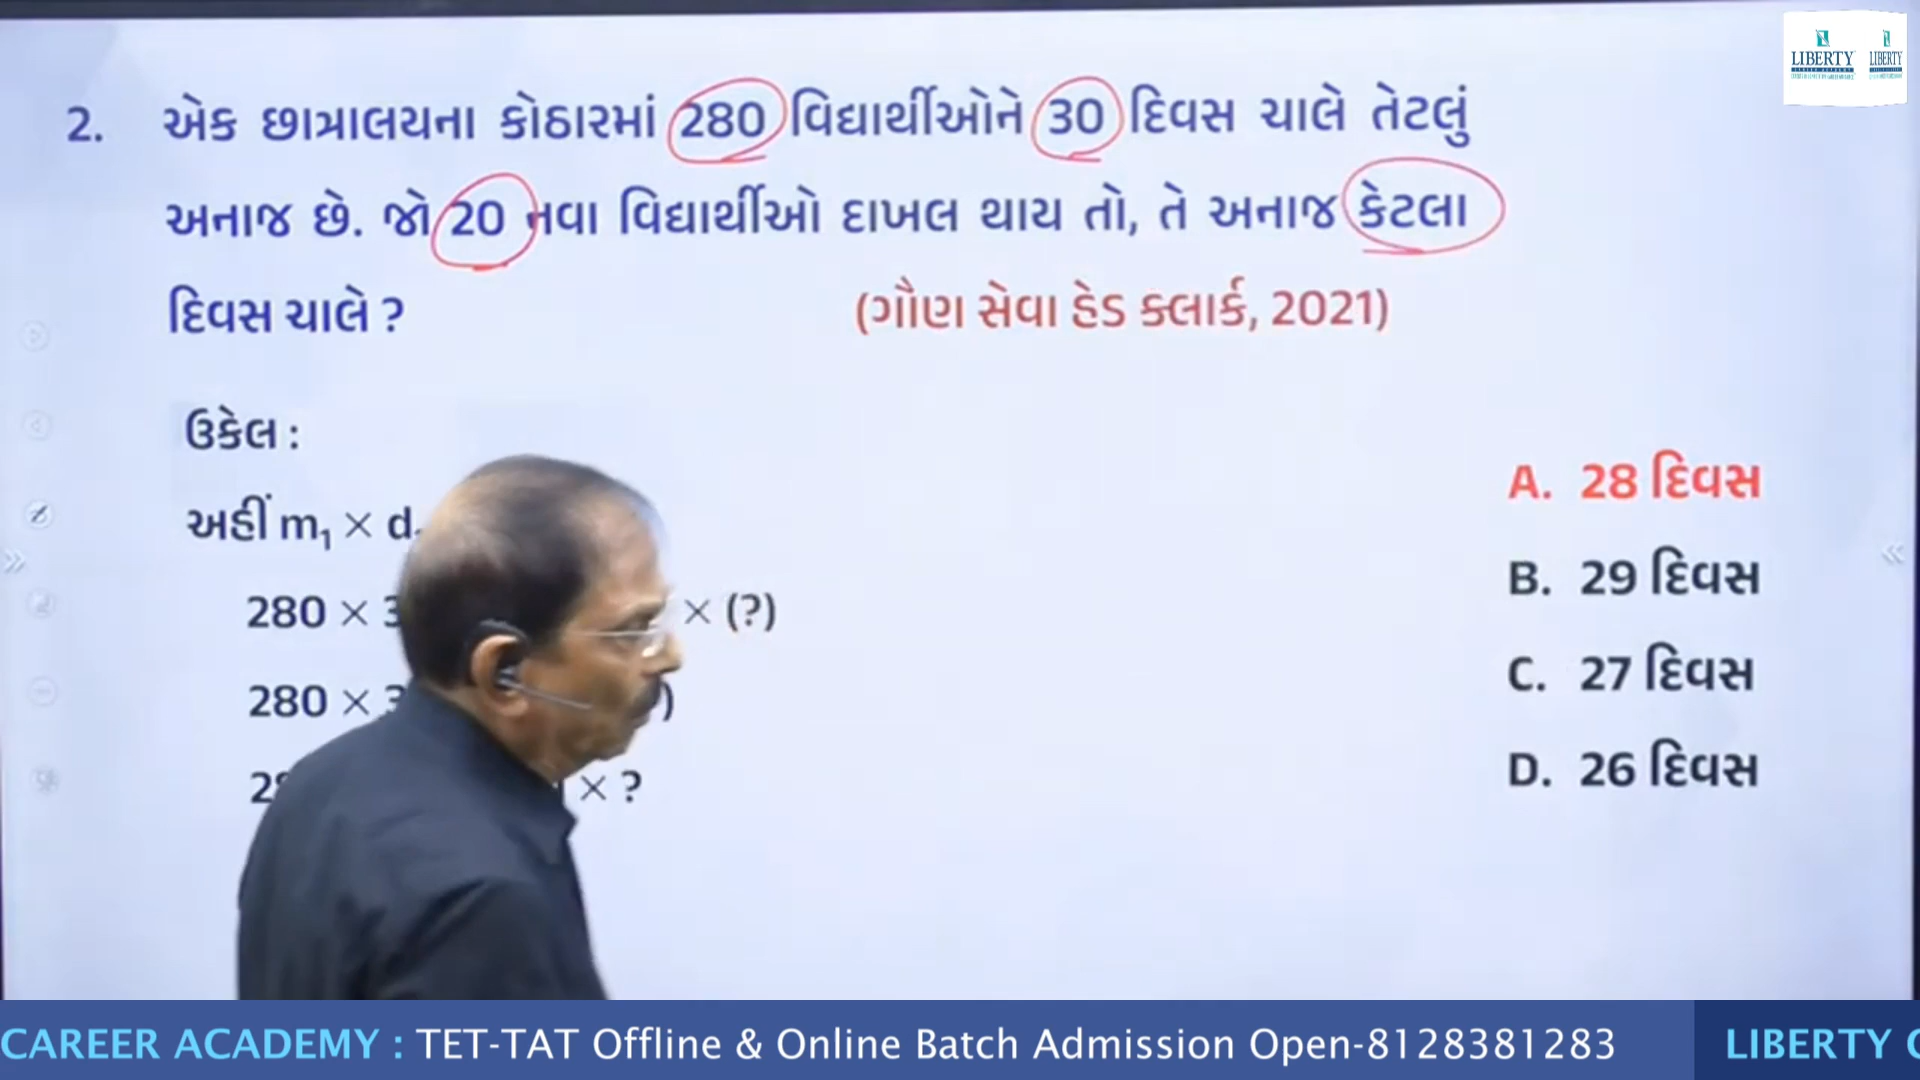 LIBERTY LIBERTY
2. એક છાત્રાલયના કોઠારમાં 280 વિદ્યાર્થીઓને 30 દિવસ ચાલે તેટલું
અનાજ છે. જો 20 નવા વિદ્યાર્થીઓ દાખલ થાય તો, તે અનાજ કેટલા
દિવસ ચાલે ? (ગૌણ સેવા હેડ ક્લાર્ક, 2021)
ઉકેલ :
અહીં m₁ × d
280 × 3 × (?)
280 × 3 )
2 × ?
A. 28 દિવસ
B. 29 દિવસ
C. 27 દિવસ
D. 26 દિવસ
CAREER ACADEMY : TET-TAT Offline & Online Batch Admission Open-8128381283 LIBERTY C